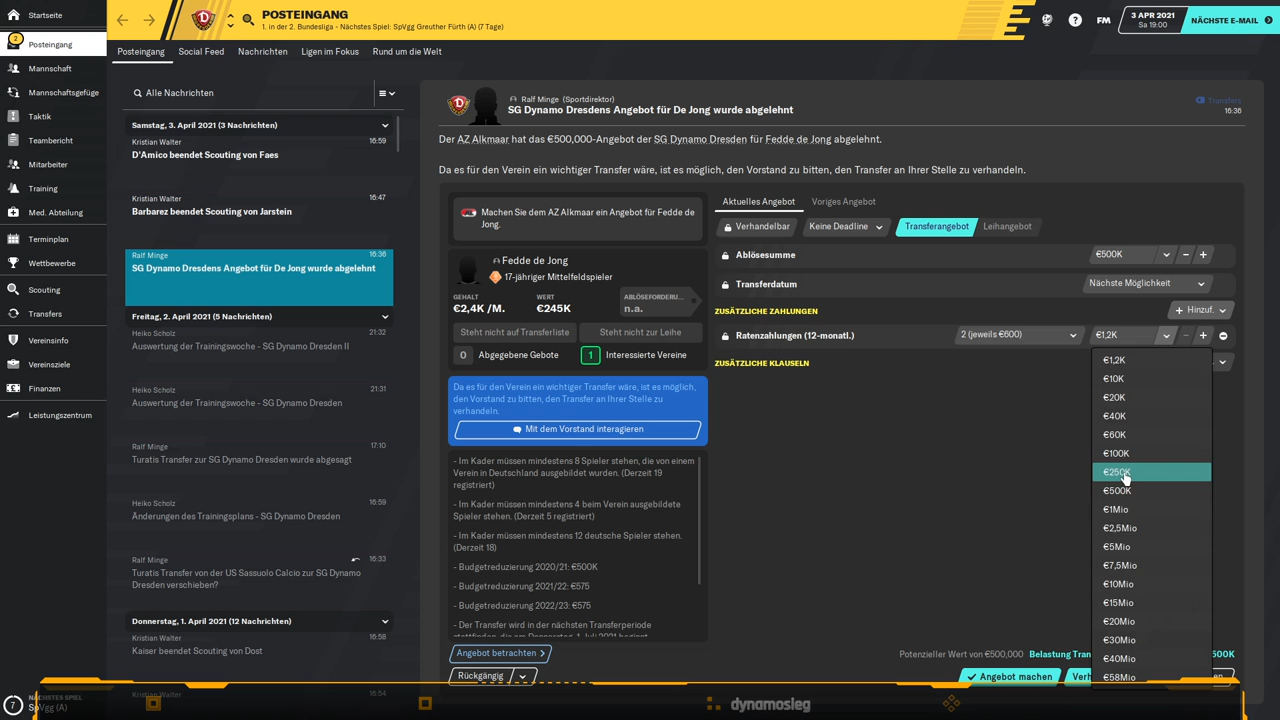 Startseite
POSTEINGANG
1. in der 2. Bundesliga - Nächstes Spiel: SpVgg Greuther Fürth (A) (7 Tage)
FM
3 APR 2021
Sa 19:00
NÄCHSTE E-MAIL
2
Posteingang
Mannschaft
Mannschaftsgefüge
Taktik
Teambericht
Mitarbeiter
Training
Med. Abteilung
Terminplan
Wettbewerbe
Scouting
Transfers
Vereinsinfo
Vereinsziele
Finanzen
Leistungszentrum
7
NÄCHSTES SPIEL
SpVgg (A)
Posteingang
Social Feed
Nachrichten
Ligen im Fokus
Rund um die Welt
Alle Nachrichten
Samstag, 3. April 2021 (3 Nachrichten)
Kristian Walter
16:59
D'Amico beendet Scouting von Faes
Kristian Walter
16:47
Barbarez beendet Scouting von Jarstein
Ralf Minge
16:36
SG Dynamo Dresdens Angebot für De Jong wurde abgelehnt
Freitag, 2. April 2021 (5 Nachrichten)
Heiko Scholz
21:32
Auswertung der Trainingswoche - SG Dynamo Dresden II
Heiko Scholz
21:31
Auswertung der Trainingswoche - SG Dynamo Dresden
Ralf Minge
17:10
Turatis Transfer zur SG Dynamo Dresden wurde abgesagt
Heiko Scholz
16:59
Änderungen des Trainingsplans - SG Dynamo Dresden
Ralf Minge
16:33
Turatis Transfer von der US Sassuolo Calcio zur SG Dynamo
Dresden verschieben?
Donnerstag, 1. April 2021 (12 Nachrichten)
Kristian Walter
16:58
Kaiser beendet Scouting von Dost
Kristian Walter
16:54
Ralf Minge (Sportdirektor)
SG Dynamo Dresdens Angebot für De Jong wurde abgelehnt
Transfers
16:36
Der AZ Alkmaar hat das €500,000-Angebot der SG Dynamo Dresden für Fedde de Jong abgelehnt.
Da es für den Verein ein wichtiger Transfer wäre, ist es möglich, den Vorstand zu bitten, den Transfer an Ihrer Stelle zu verhandeln.
Machen Sie dem AZ Alkmaar ein Angebot für Fedde de
Jong.
Fedde de Jong
17-jähriger Mittelfeldspieler
GEHALT
€2,4K /M.
WERT
€245K
ABLÖSEFORDERU...
n.a.
Steht nicht auf Transferliste
Steht nicht zur Leihe
0 Abgegebene Gebote
1 Interessierte Vereine
Da es für den Verein ein wichtiger Transfer wäre, ist es möglich,
den Vorstand zu bitten, den Transfer an Ihrer Stelle zu
verhandeln.
Mit dem Vorstand interagieren
- Im Kader müssen mindestens 8 Spieler stehen, die von einem
Verein in Deutschland ausgebildet wurden. (Derzeit 19
registriert)
- Im Kader müssen mindestens 4 beim Verein ausgebildete
Spieler stehen. (Derzeit 5 registriert)
- Im Kader müssen mindestens 12 deutsche Spieler stehen.
(Derzeit 18)
- Budgetreduzierung 2020/21: €500K
- Budgetreduzierung 2021/22: €575
- Budgetreduzierung 2022/23: €575
- Der Transfer wird in der nächsten Transferperiode
stattfinden, die am Donnerstag, 1. Juli 2021 beginnt
Angebot betrachten
Rückgängig
Aktuelles Angebot
Voriges Angebot
Verhandelbar
Keine Deadline
Transferangebot
Leihangebot
Ablösesumme
€500K
Transferdatum
Nächste Möglichkeit
ZUSÄTZLICHE ZAHLUNGEN
Hinzuf.
Ratenzahlungen (12-monatl.)
2 (jeweils €600)
€1,2K
ZUSÄTZLICHE KLAUSELN
€1,2K
€10K
€20K
€40K
€60K
€100K
€250K
€500K
€1Mio
€2,5Mio
€5Mio
€7,5Mio
€10Mio
€15Mio
€20Mio
€30Mio
€40Mio
€58Mio
Potenzieller Wert von €500,000
Angebot machen
dynamosieg